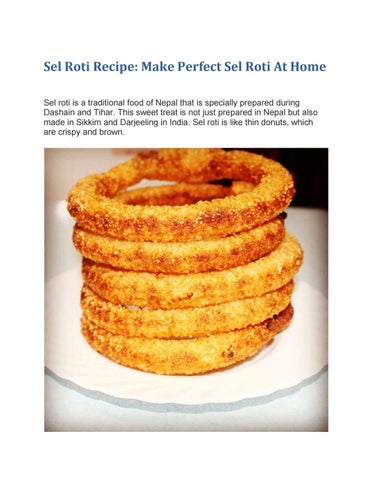 Sel Roti Recipe: Make Perfect Sel Roti At Home
Sel roti is a traditional food of Nepal that is specially prepared during
Dashain and Tihar. This sweet treat is not just prepared in Nepal but also
made in Sikkim and Darjeeling in India. Sel roti is like thin donuts, which
are crispy and brown.